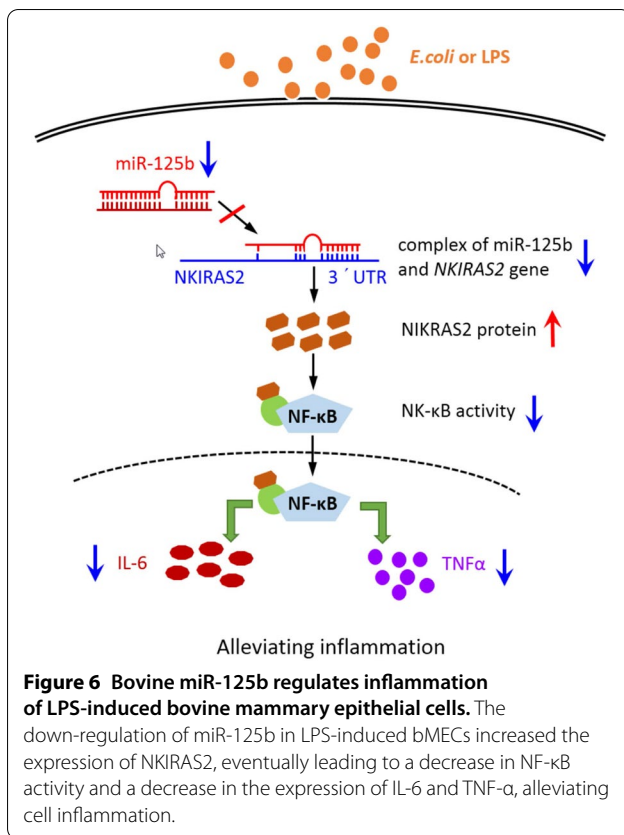 E.coli or LPS
miR-125b
complex of miR-125b
and NKIRAS2 gene
NKIRAS2 3 ´ UTR
NIKRAS2 protein
NF-κB
NK-κB activity
NF-κB
IL-6
TNFα
Alleviating inflammation
Figure 6 Bovine miR-125b regulates inflammation
of LPS-induced bovine mammary epithelial cells. The
down-regulation of miR-125b in LPS-induced bMECs increased the
expression of NKIRAS2, eventually leading to a decrease in NF-κB
activity and a decrease in the expression of IL-6 and TNF-α, alleviating
cell inflammation.